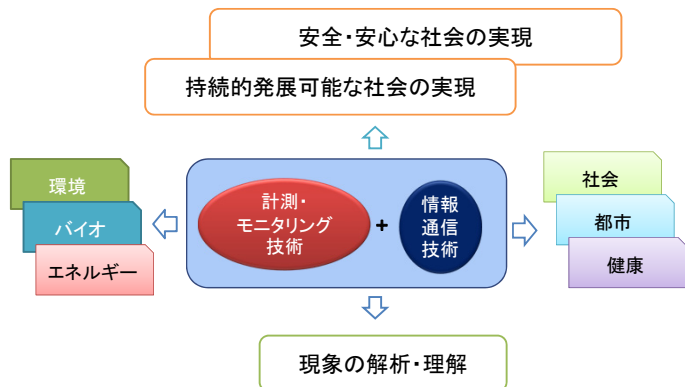 安全・安心な社会の実現
持続的発展可能な社会の実現
環境
バイオ
エネルギー
計測・
モニタリング
技術
+
情報
通信
技術
社会
都市
健康
現象の解析・理解